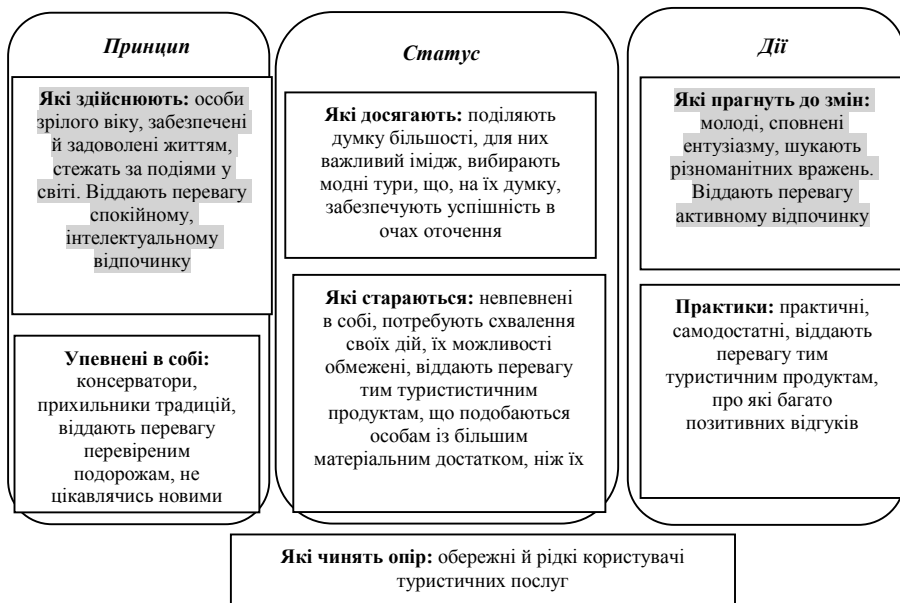 Принцип
Які здійснюють: особи
зрілого віку, забезпечені
й задоволені життям,
стежать за подіями у
світі. Віддають перевагу
спокійному,
інтелектуальному
відпочинку
Упевнені в собі:
консерватори,
прихильники традицій,
віддають перевагу
перевіреним
подорожам, не
цікавлячись новими
Статус
Які досягають: поділяють
думку більшості, для них
важливий імідж, вибирають
модні тури, що, на їх думку,
забезпечують успішність в
очах оточення
Які стараються: невпевнені
в собі, потребують схвалення
своїх дій, їх можливості
обмежені, віддають перевагу
тим туристистичним
продуктам, що подобаються
особам із більшим
матеріальним достатком, ніж їх
Дії
Які прагнуть до змін:
молоді, сповнені
ентузіазму, шукають
різноманітних вражень.
Віддають перевагу
активному відпочинку
Практики: практичні,
самодостатні, віддають
перевагу тим
туристичним продуктам,
про які багато
позитивних відгуків
Які чинять опір: обережні й рідкі користувачі
туристичних послуг